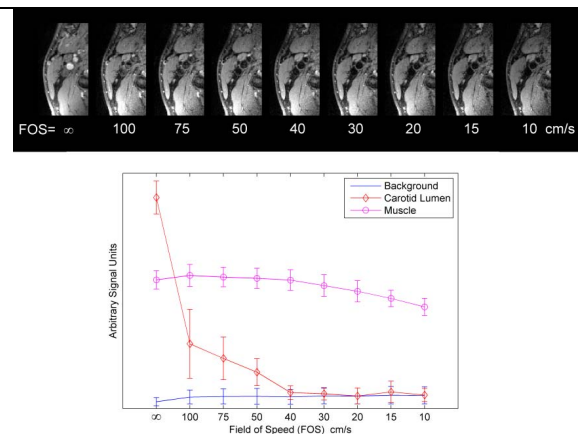 FOS= ∞ 100 75 50 40 30 20 15 10 cm/s
Background
Carotid Lumen
Muscle
Arbitrary Signal Units
∞ 100 75 50 40 30 20 15 10
Field of Speed (FOS) cm/s